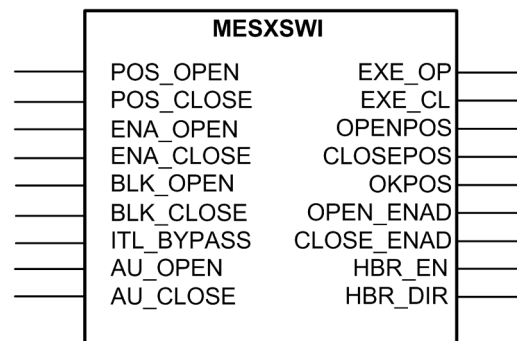 MESXSWI
POS_OPEN EXE_OP
POS_CLOSE EXE_CL
ENA_OPEN OPENPOS
ENA_CLOSE CLOSEPOS
BLK_OPEN OKPOS
BLK_CLOSE OPEN_ENAD
ITL_BYPASS CLOSE_ENAD
AU_OPEN HBR_EN
AU_CLOSE HBR_DIR